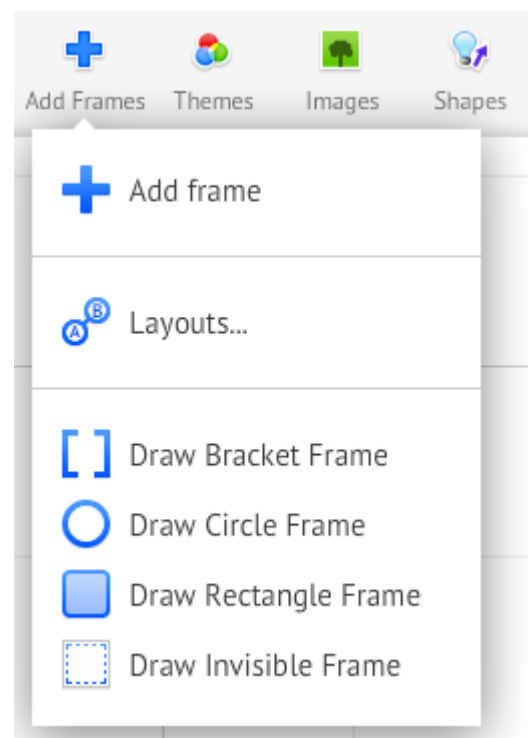 Add Frames Themes Images Shapes
Add frame
A B
Layouts...
Draw Bracket Frame
Draw Circle Frame
Draw Rectangle Frame
Draw Invisible Frame